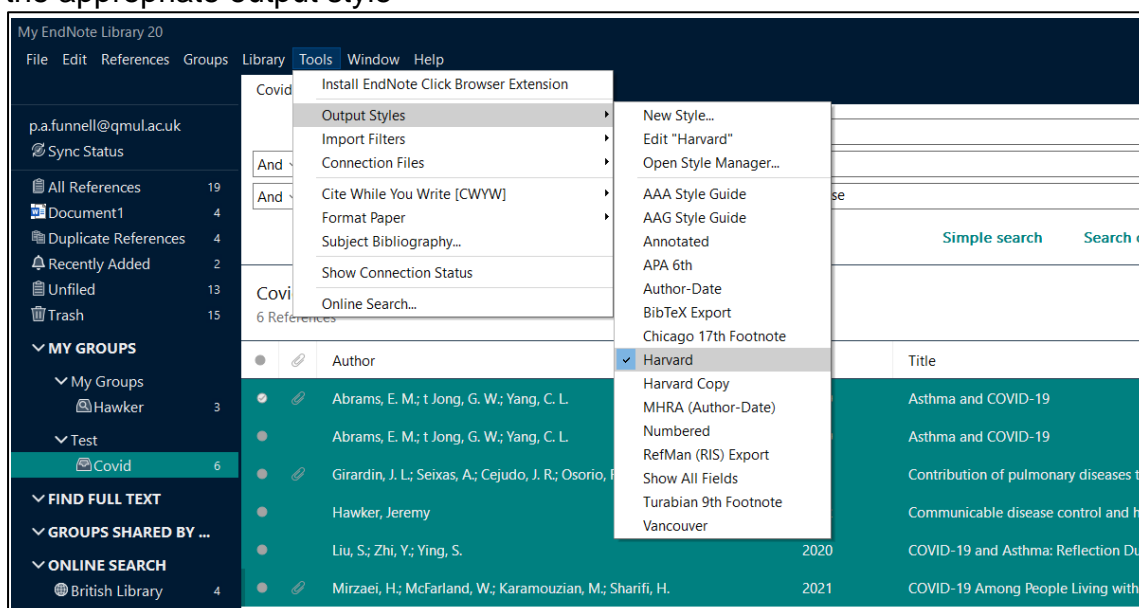 the appropriate output style
My EndNote Library 20
File Edit References Groups Library Tools Window Help
p.a.funnell@qmul.ac.uk
Sync Status
All References 19
Document1 4
Duplicate References 4
Recently Added 2
Unfiled 13
Trash 15
MY GROUPS
My Groups
Hawker 3
Test
Covid 6
FIND FULL TEXT
GROUPS SHARED BY ...
ONLINE SEARCH
British Library 4
Covid
And
And
se
Simple search Search
Covi
6 References
Install EndNote Click Browser Extension
Output Styles
Import Filters
Connection Files
Cite While You Write [CWYW]
Format Paper
Subject Bibliography...
Show Connection Status
Online Search...
New Style...
Edit "Harvard"
Open Style Manager...
AAA Style Guide
AAG Style Guide
Annotated
APA 6th
Author-Date
BibTeX Export
Chicago 17th Footnote
Harvard
Harvard Copy
MHRA (Author-Date)
Numbered
RefMan (RIS) Export
Show All Fields
Turabian 9th Footnote
Vancouver
Author Title
Abrams, E. M.; t Jong, G. W.; Yang, C. L. Asthma and COVID-19
Abrams, E. M.; t Jong, G. W.; Yang, C. L. Asthma and COVID-19
Girardin, J. L.; Seixas, A.; Cejudo, J. R.; Osorio, Contribution of pulmonary diseases t
Hawker, Jeremy Communicable disease control and h
Liu, S.; Zhi, Y.; Ying, S. 2020 COVID-19 and Asthma: Reflection Du
Mirzaei, H.; McFarland, W.; Karamouzian, M.; Sharifi, H. 2021 COVID-19 Among People Living with